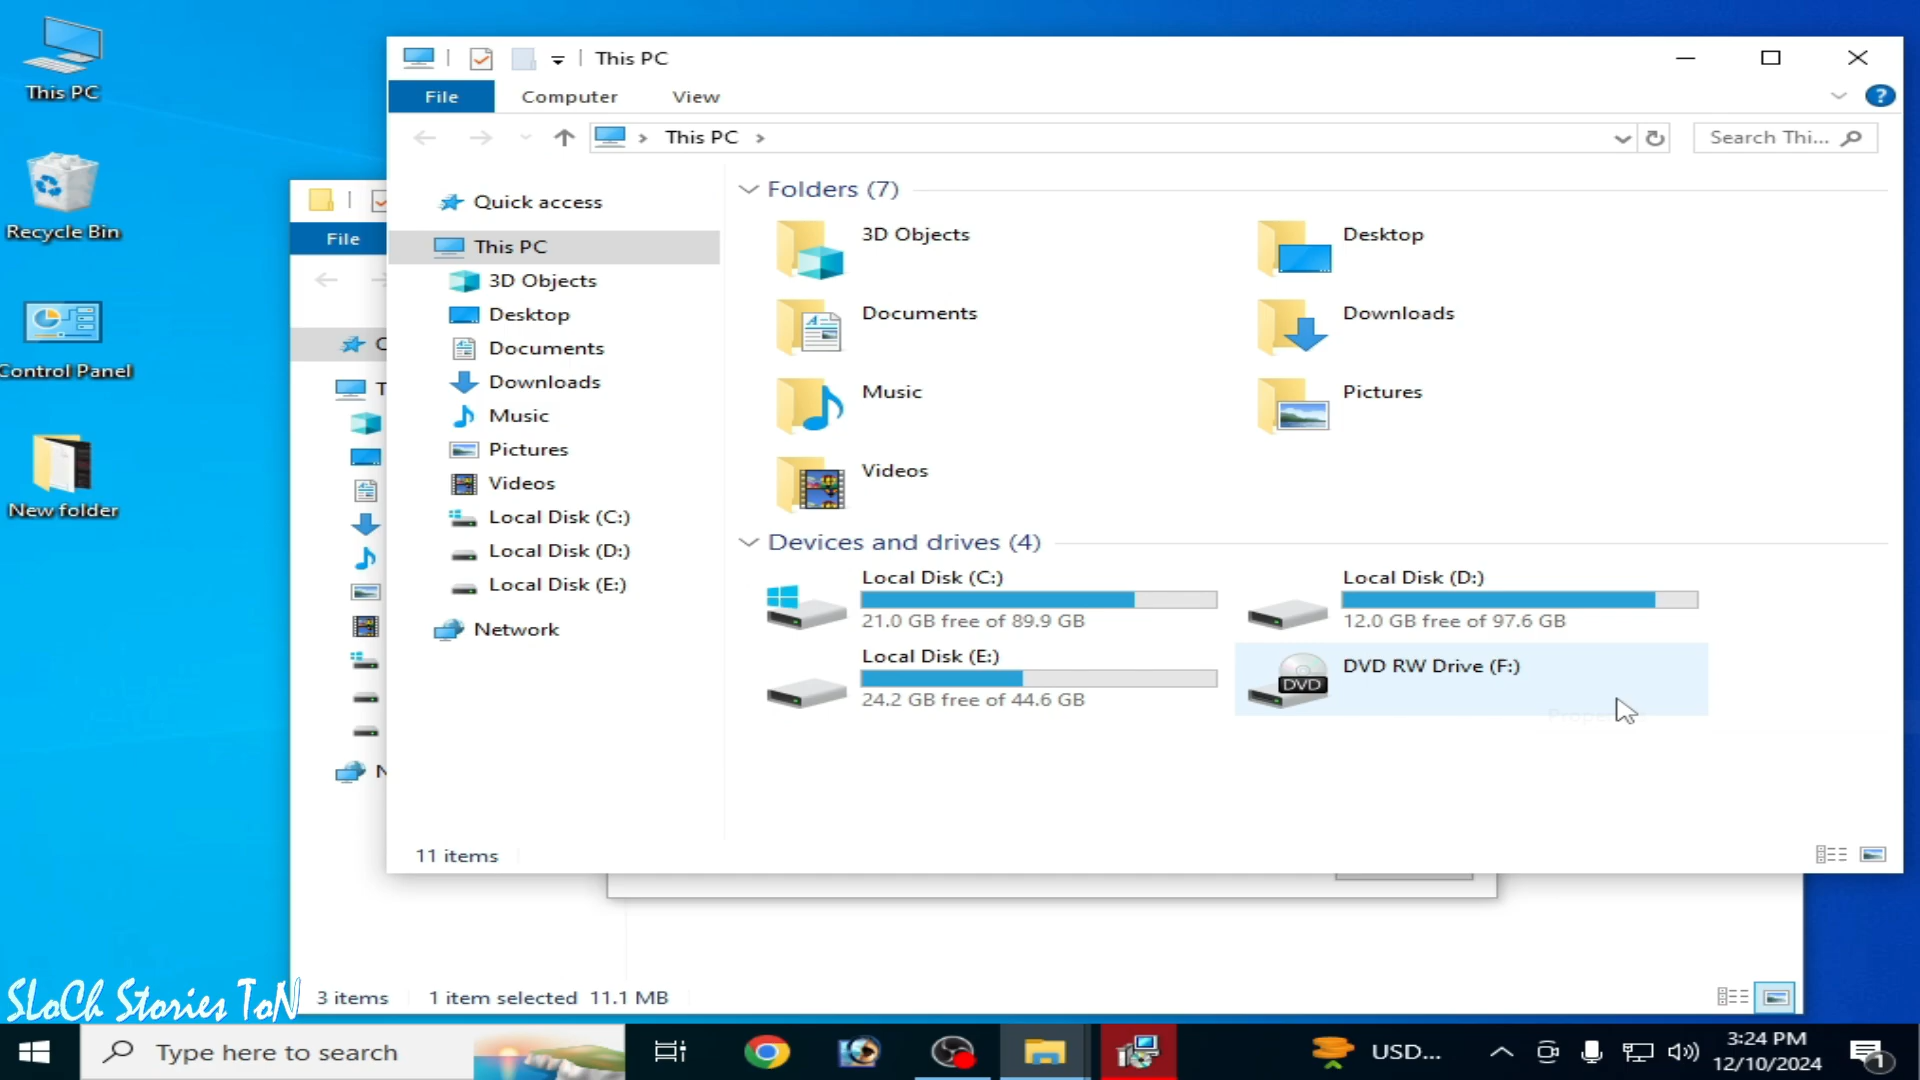 This PC
Recycle Bin
Control Panel
New folder
This PC
File
Computer
View
This PC
Search Thi...
Quick access
This PC
3D Objects
Desktop
Documents
Downloads
Music
Pictures
Videos
Local Disk (C:)
Local Disk (D:)
Local Disk (E:)
Network
Folders (7)
3D Objects
Desktop
Documents
Downloads
Music
Pictures
Videos
Devices and drives (4)
Local Disk (C:)
21.0 GB free of 89.9 GB
Local Disk (D:)
12.0 GB free of 97.6 GB
Local Disk (E:)
24.2 GB free of 44.6 GB
DVD RW Drive (F:)
DVD
11 items
File
3 items
1 item selected 11.1 MB
SLoCh Stories ToN
Type here to search
USD...
3:24 PM
12/10/2024
1